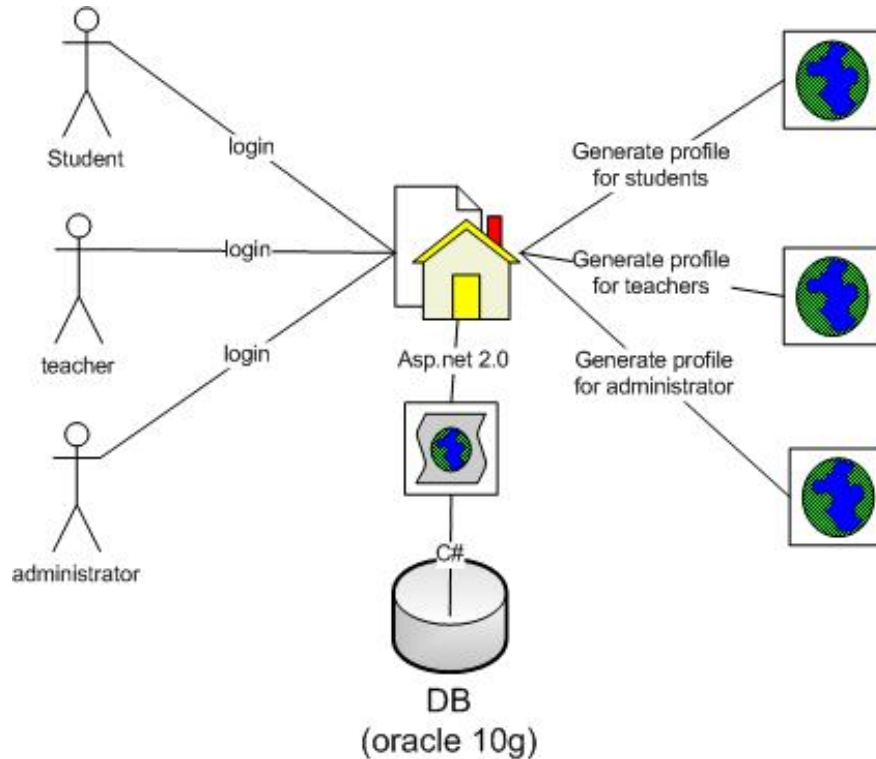 Student
login
Generate profile
for students
teacher
login
Generate profile
for teachers
administrator
login
Generate profile
for administrator
Asp.net 2.0
C#
DB
(oracle 10g)